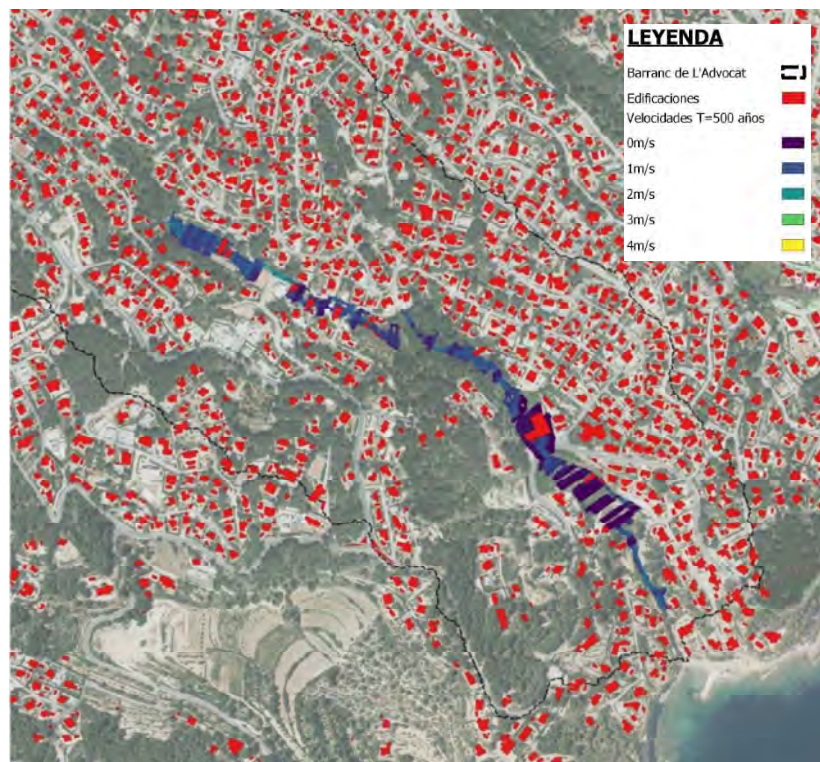 LEYENDA
Barranc de L'Advocat
Edificaciones
Velocidades T=500 años
0m/s
1m/s
2m/s
3m/s
4m/s